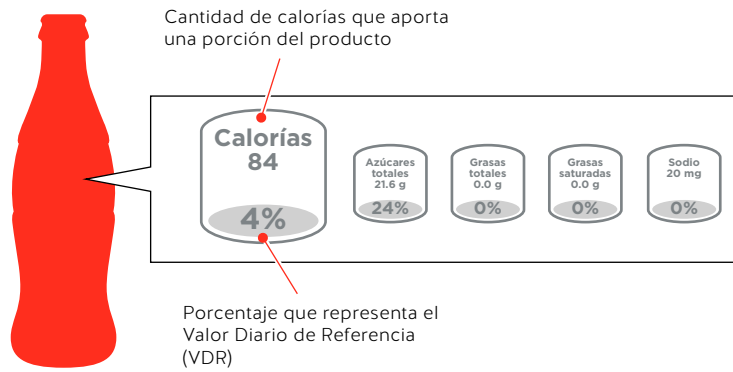 Cantidad de calorías que aporta
una porción del producto
Calorías
84
4%
Azúcares
totales
21.6 g
24%
Grasas
totales
0.0 g
0%
Grasas
saturadas
0.0 g
0%
Sodio
20 mg
0%
Porcentaje que representa el
Valor Diario de Referencia
(VDR)